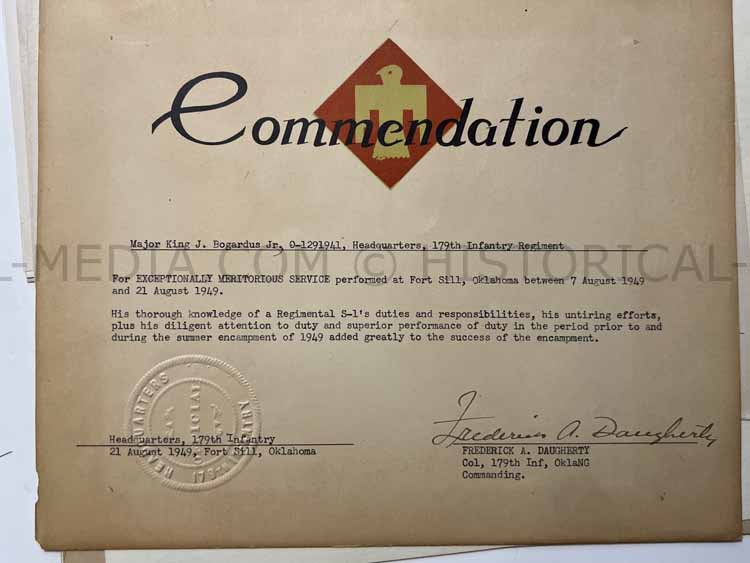 Commendation
Major King J. Bogardus Jr, O-1291941, Headquarters, 179th Infantry Regiment
L-MEDIA.COM © HISTORICAL-
For EXCEPTIONALLY MERITORIOUS SERVICE performed at Fort Sill, Oklahoma between 7 August 1949
and 21 August 1949.
His thorough knowledge of a Regimental S-1's duties and responsibilities, his untiring efforts,
plus his diligent attention to duty and superior performance of duty in the period prior to and
during the summer encampment of 1949 added greatly to the success of the encampment.
HEADQUARTERS
Frederick A. Daugherty
Headquarters, 179th Infantry
21 August 1949, Fort Sill, Oklahoma
FREDERICK A. DAUGHERTY
Col, 179th Inf, OklaNG
Commanding.